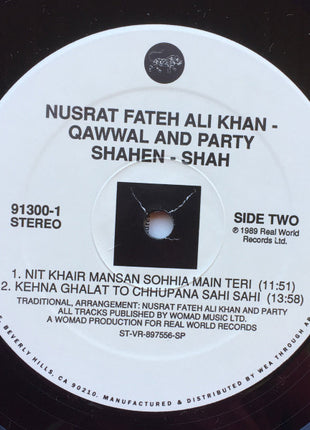 NUSRAT FATEH ALI KHAN -
QAWWAL AND PARTY
SHAHEN - SHAH
91300-1
STEREO
SIDE TWO
℗ 1989 Real World
Records Ltd.
1. NIT KHAIR MANSAN SOHHIA MAIN TERI (11:51)
2. KEHNA GHALAT TO CHHUPANA SAHI SAHI (13:58)
TRADITIONAL, ARRANGEMENT: NUSRAT FATEH ALI KHAN AND PARTY
ALL TRACKS PUBLISHED BY WOMAD MUSIC LTD.
A WOMAD PRODUCTION FOR REAL WORLD RECORDS
ST-VR-897556-SP
BEVERLY HILLS, CA 90210. MANUFACTURED & DISTRIBUTED BY WEA THROUGH